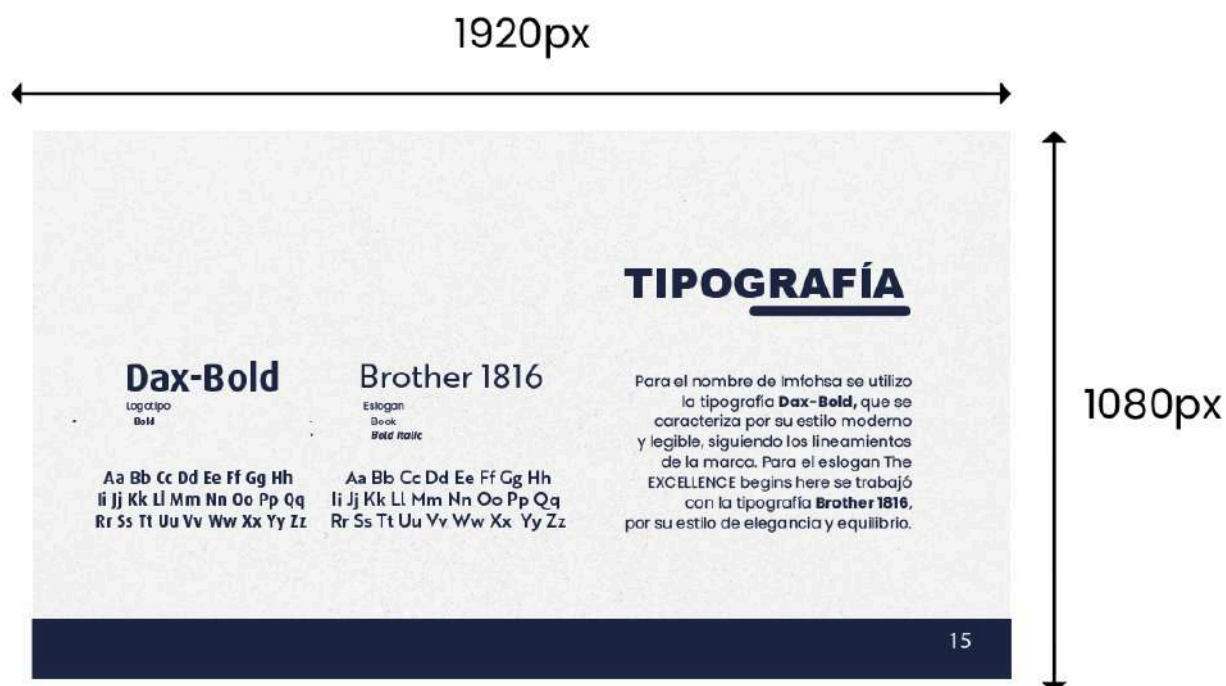 1920px
TIPOGRAFÍA
Dax-Bold
Logotipo
Bold
Aa Bb Cc Dd Ee Ff Gg Hh
Ii Jj Kk Ll Mm Nn Oo Pp Qq
Rr Ss Tt Uu Vv Ww Xx Yy Zz
Brother 1816
Eslogan
Book
Bold Italic
Aa Bb Cc Dd Ee Ff Gg Hh
Ii Jj Kk Ll Mm Nn Oo Pp Qq
Rr Ss Tt Uu Vv Ww Xx Yy Zz
Para el nombre de Imfohsa se utilizo
la tipografía Dax-Bold, que se
caracteriza por su estilo moderno
y legible, siguiendo los lineamientos
de la marca. Para el eslogan The
EXCELLENCE begins here se trabajó
con la tipografía Brother 1816,
por su estilo de elegancia y equilibrio.
1080px
15